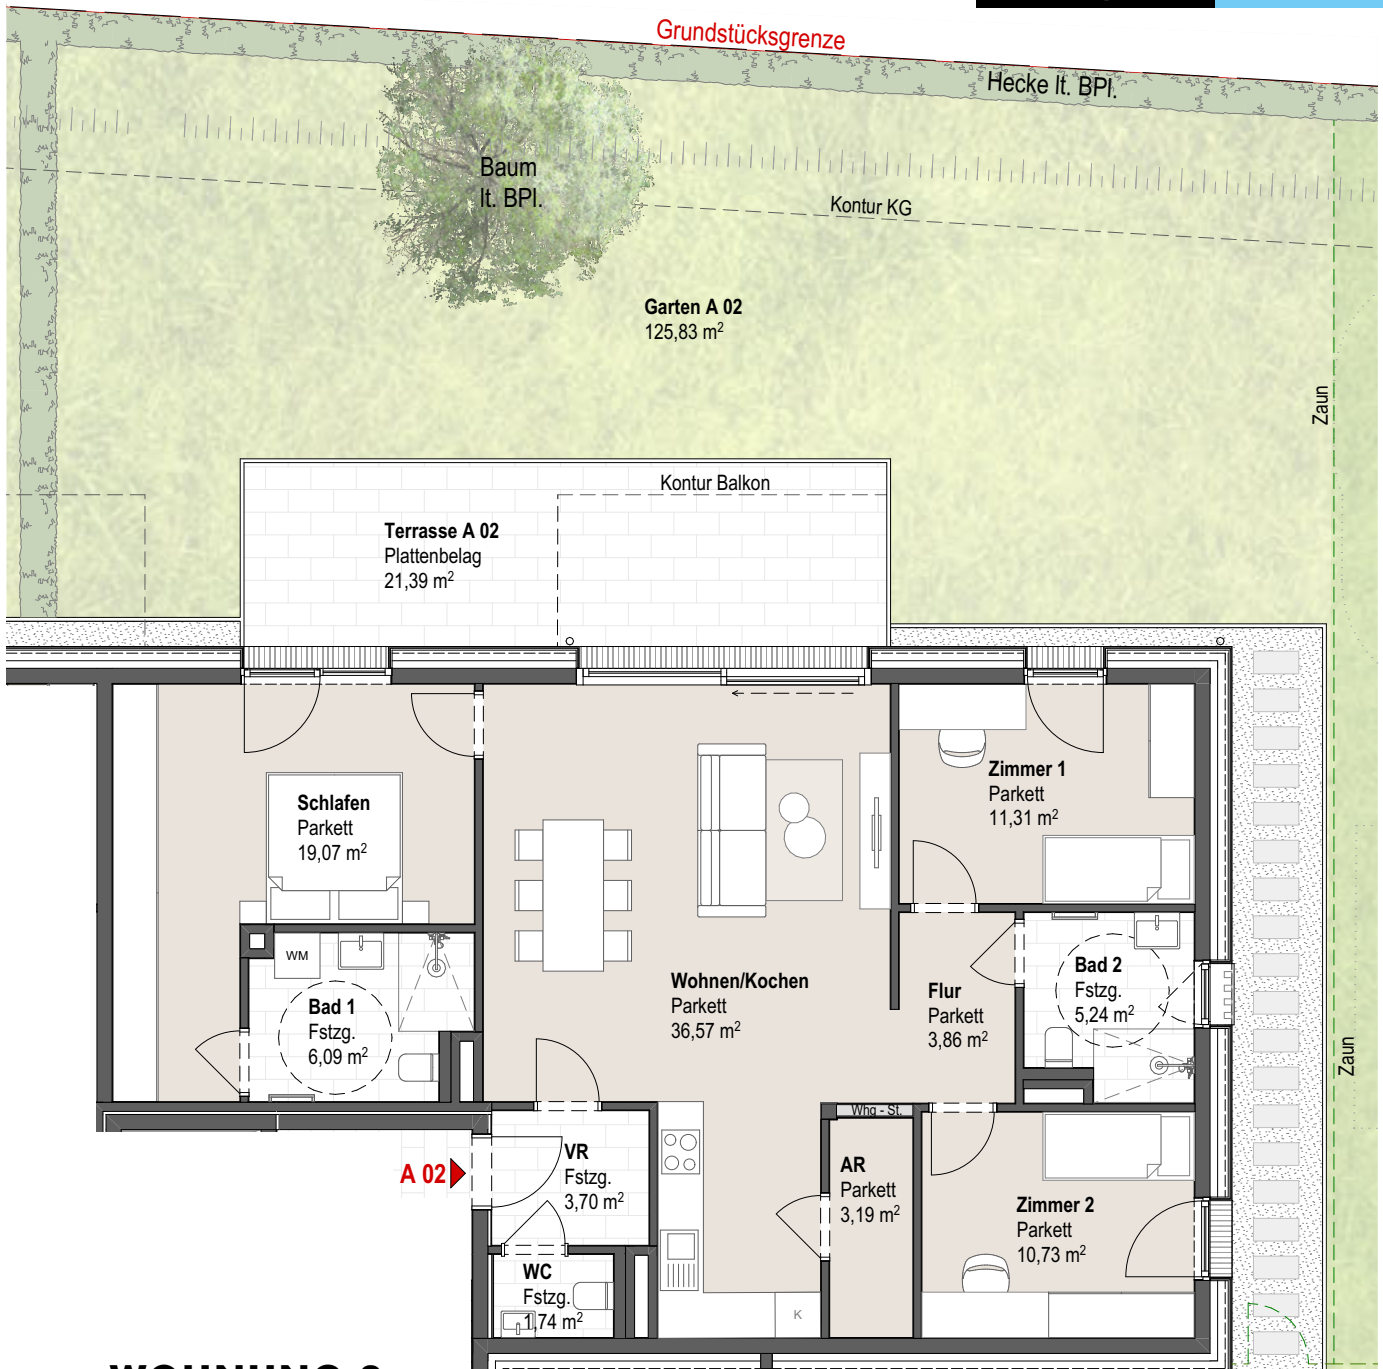 Grundstücksgrenze
Hecke lt. BPl.
Baum
lt. BPl.
Kontur KG
Garten A 02
125,83 m²
Zaun
Kontur Balkon
Terrasse A 02
Plattenbelag
21,39 m²
Zimmer 1
Parkett
11,31 m²
Schlafen
Parkett
19,07 m²
WM
Bad 1
Fstzg.
6,09 m²
Wohnen/Kochen
Parkett
36,57 m²
Flur
Parkett
3,86 m²
Bad 2
Fstzg.
5,24 m²
Zaun
Whg - St.
A 02
VR
Fstzg.
3,70 m²
AR
Parkett
3,19 m²
Zimmer 2
Parkett
10,73 m²
WC
Fstzg.
1,74 m²
K
WOHNUNG